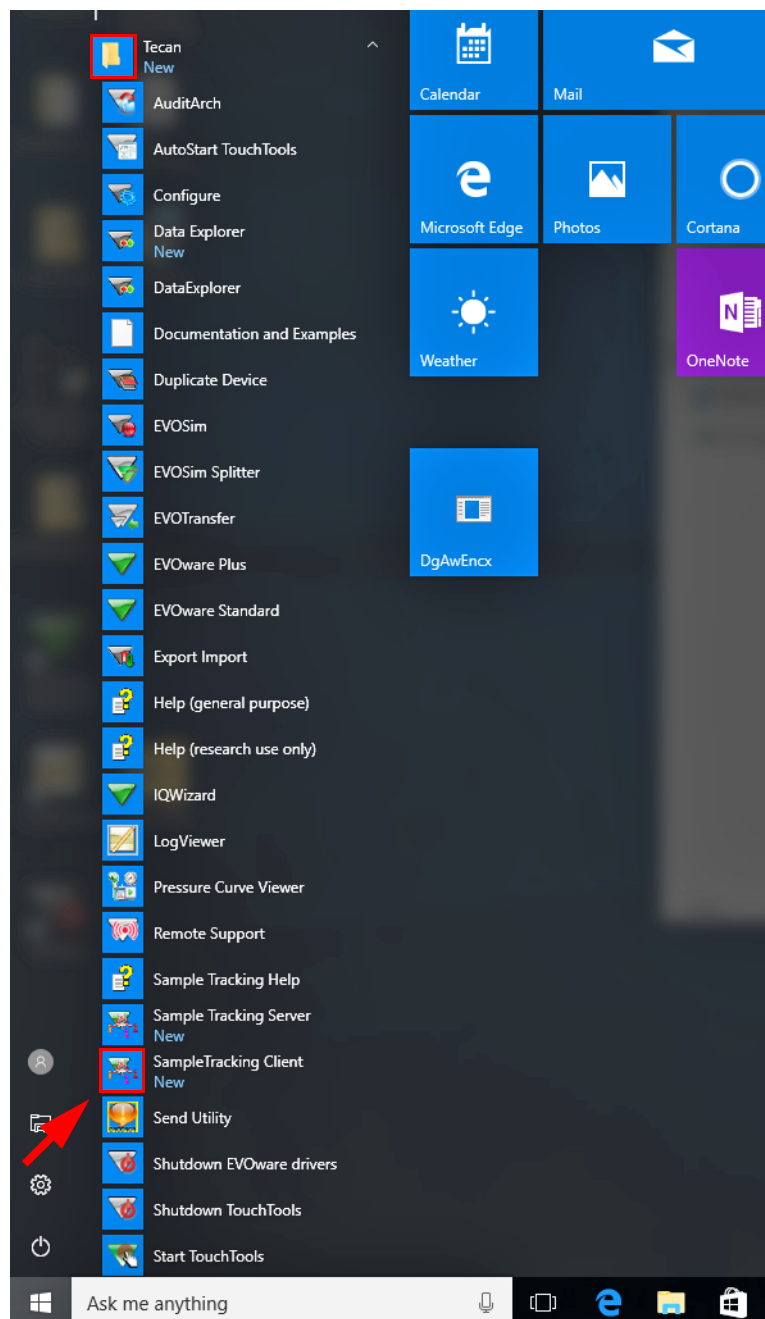 Tecan
New
AuditArch
AutoStart TouchTools
Configure
Data Explorer
New
DataExplorer
Documentation and Examples
Duplicate Device
EVOSim
EVOSim Splitter
EVOTransfer
EVOware Plus
EVOware Standard
Export Import
Help (general purpose)
Help (research use only)
IQWizard
LogViewer
Pressure Curve Viewer
Remote Support
Sample Tracking Help
Sample Tracking Server
New
SampleTracking Client
New
Send Utility
Shutdown EVOware drivers
Shutdown TouchTools
Start TouchTools
Calendar
Mail
Microsoft Edge
Photos
Cortana
Weather
OneNote
DgAwEncx
Ask me anything